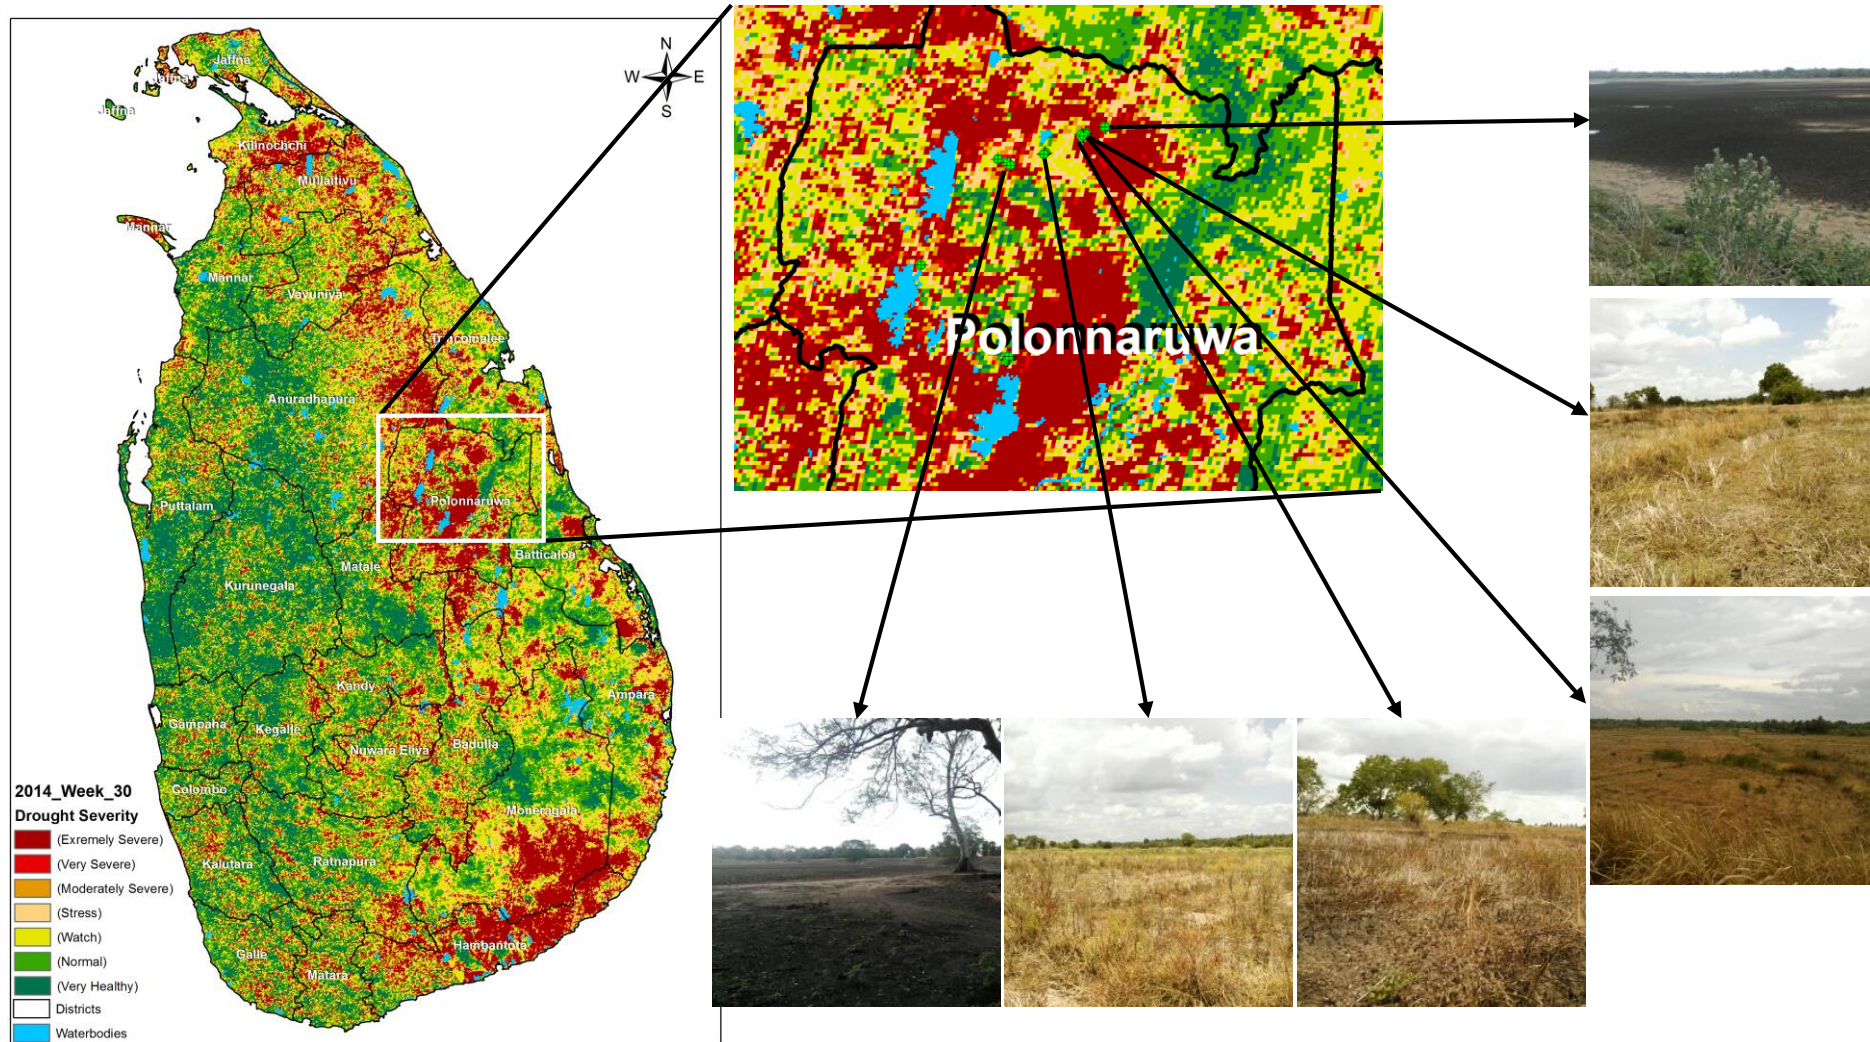 N
W E
S
Jaffna
Jaffna
Jaffna
Kilinochchi
Mullaitivu
Mannar
Mannar
Vavuniya
Trincomalee
Anuradhapura
Polonnaruwa
Puttalam
Batticaloa
Matale
Kurunegala
Kandy
Ampara
Gampaha
Kegalle
Nuwara Eliya
Badulla
Colombo
Moneragala
Kalutara
Ratnapura
Hambantota
Galle
Matara
Polonnaruwa
2014_Week_30
Drought Severity
(Exremely Severe)
(Very Severe)
(Moderately Severe)
(Stress)
(Watch)
(Normal)
(Very Healthy)
Districts
Waterbodies